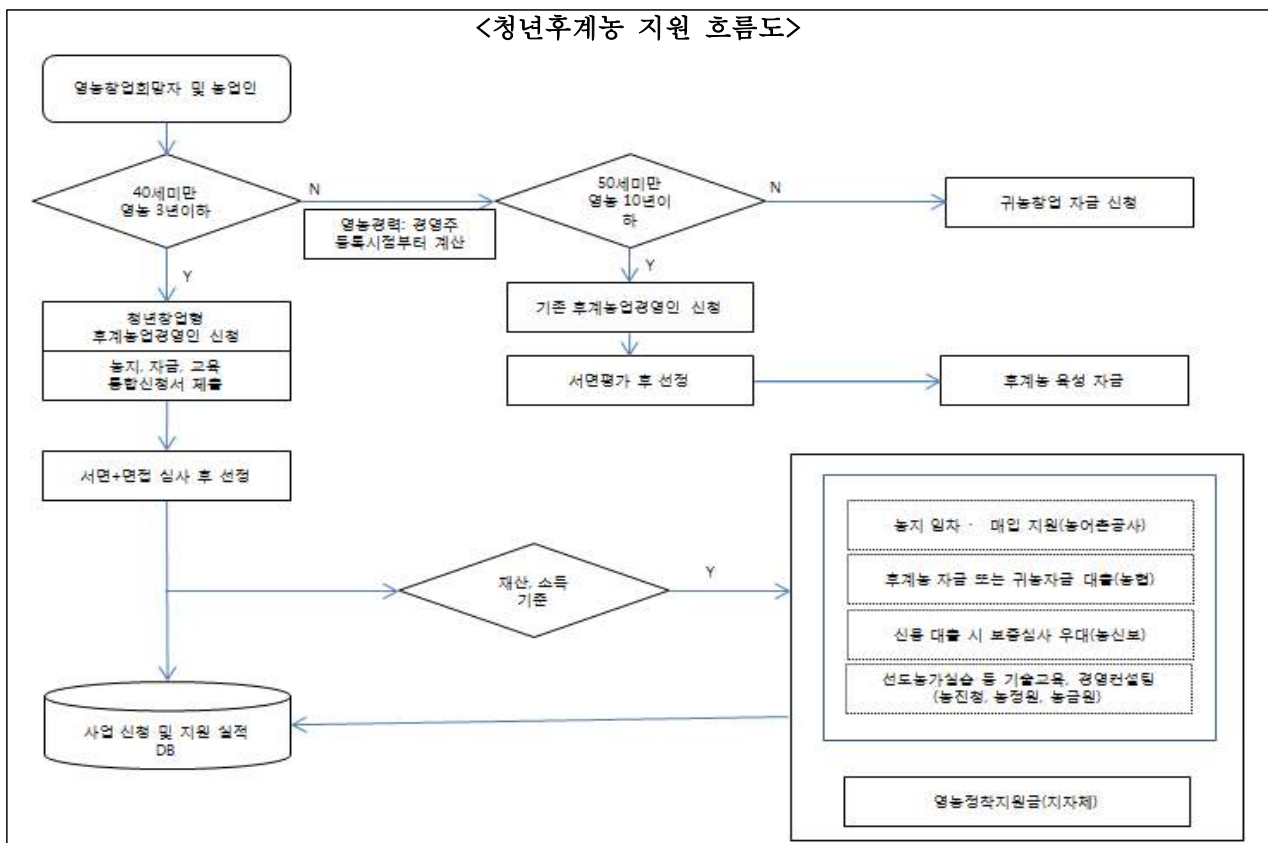 <청년후계농 지원 흐름도>
영농창업희망자 및 농업인
40세미만
영농 3년이하
N
영농경력: 경영주
등록시점부터 계산
50세미만
영농 10년이
하
N
귀농창업 자금 신청
Y
청년창업형
후계농업경영인 신청
농지, 자금, 교육
통합신청서 제출
Y
기존 후계농업경영인 신청
서면평가 후 선정
후계농 육성 자금
서면+면접 심사 후 선정
재산, 소득
기준
Y
농지 임차 · 매입 지원(농어촌공사)
후계농 자금 또는 귀농자금 대출(농협)
신용 대출 시 보증심사 우대(농신보)
선도농가실습 등 기술교육, 경영컨설팅
(농진청, 농정원, 농금원)
영농정착지원금(지자체)
사업 신청 및 지원 실적
DB